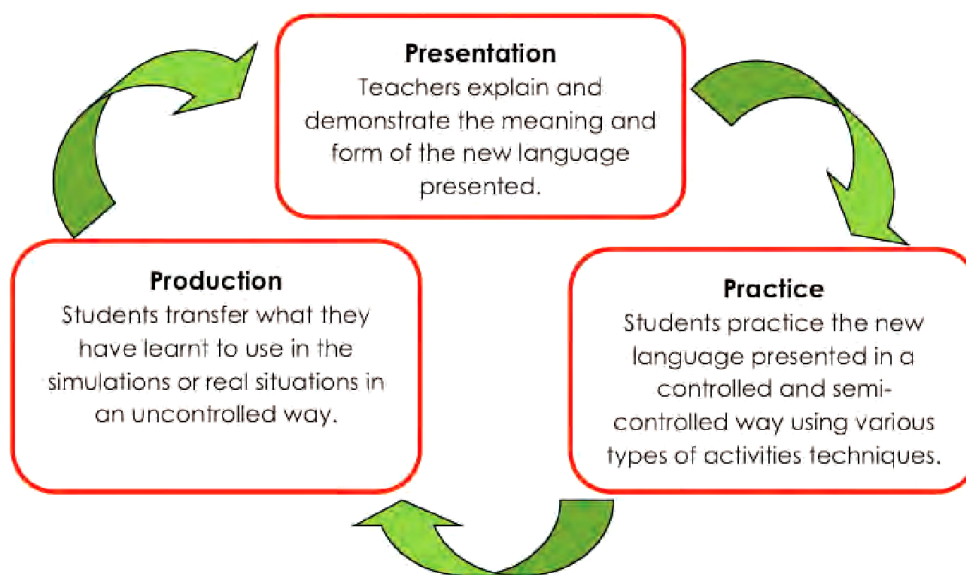 Presentation
Teachers explain and
demonstrate the meaning and
form of the new language
presented.
Production
Students transfer what they
have learnt to use in the
simulations or real situations in
an uncontrolled way.
Practice
Students practice the new
language presented in a
controlled and semi-
controlled way using various
types of activities techniques.